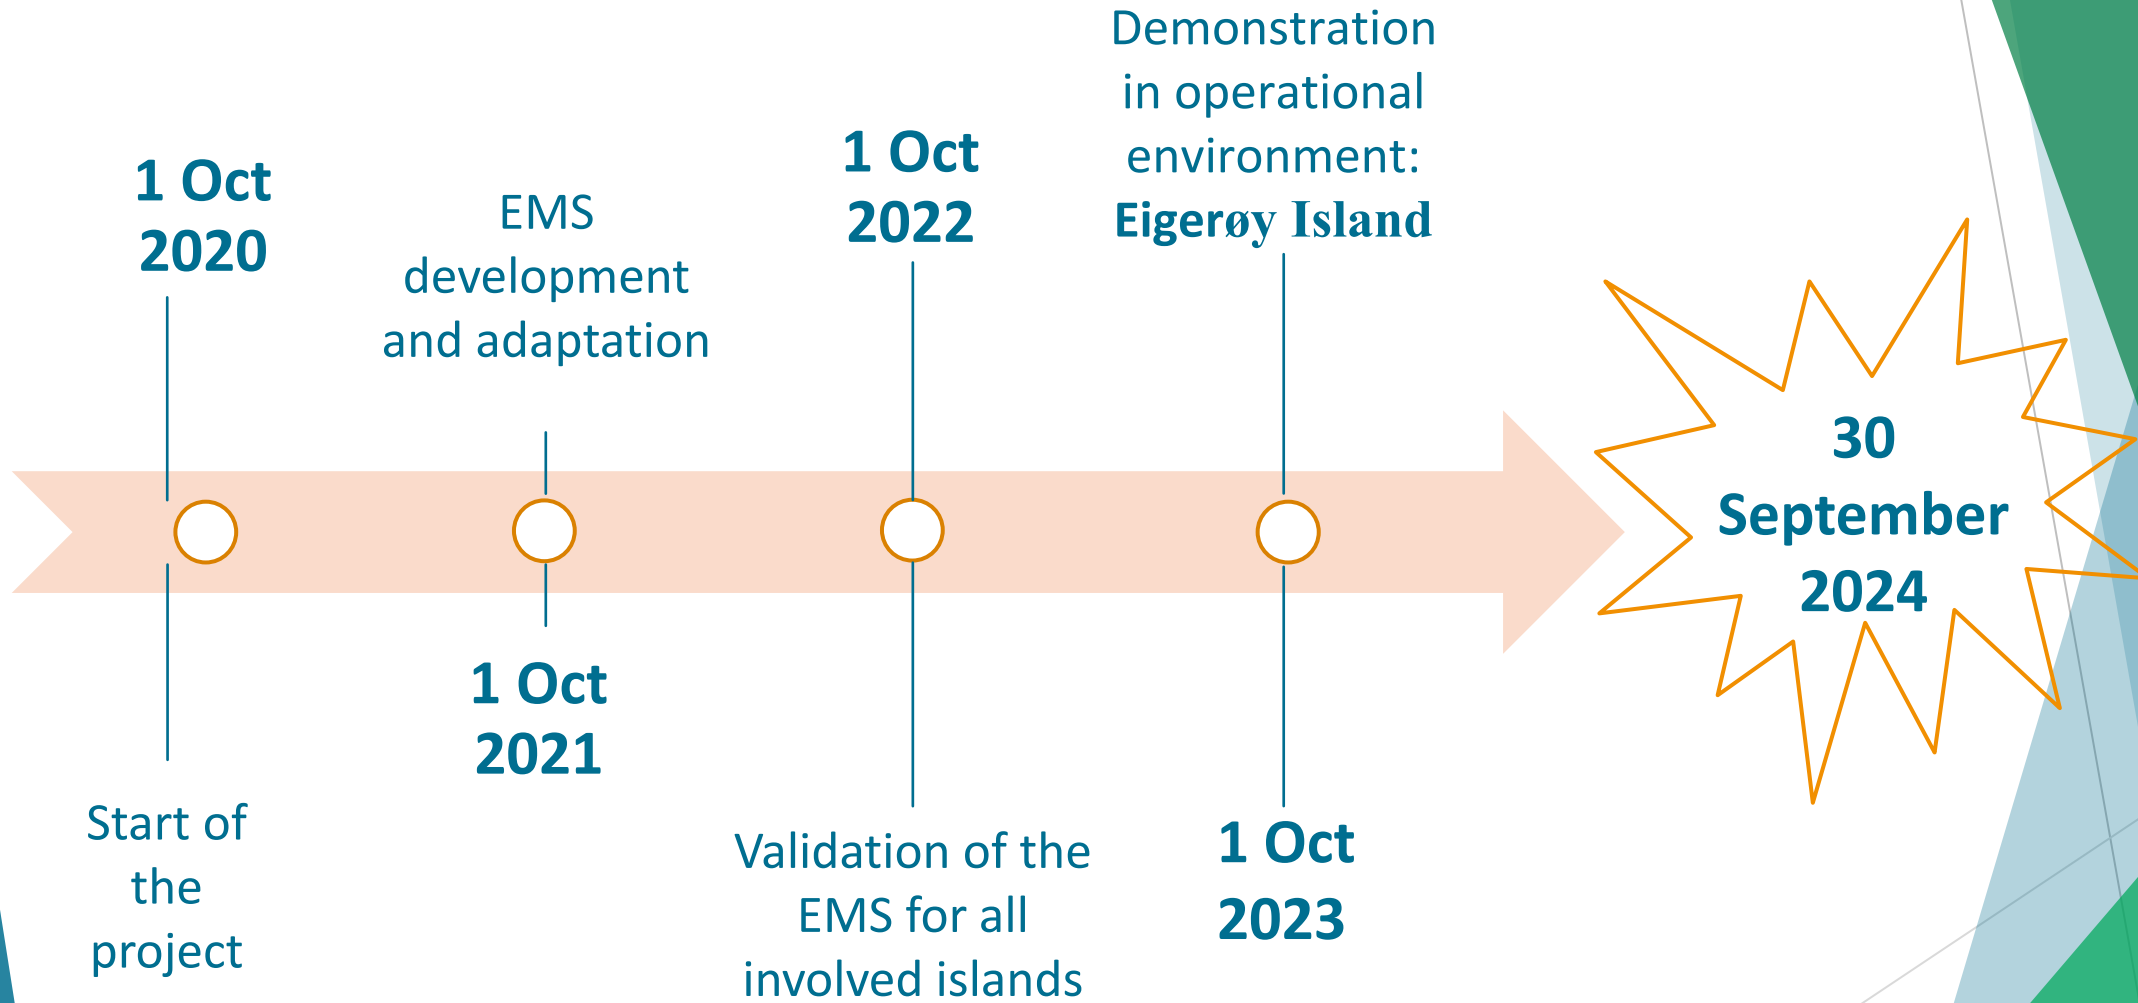 1 Oct
2020
Start of
the
project
EMS
development
and adaptation
1 Oct
2021
1 Oct
2022
Validation of the
EMS for all
involved islands
Demonstration
in operational
environment:
Eigerøy Island
1 Oct
2023
30
September
2024